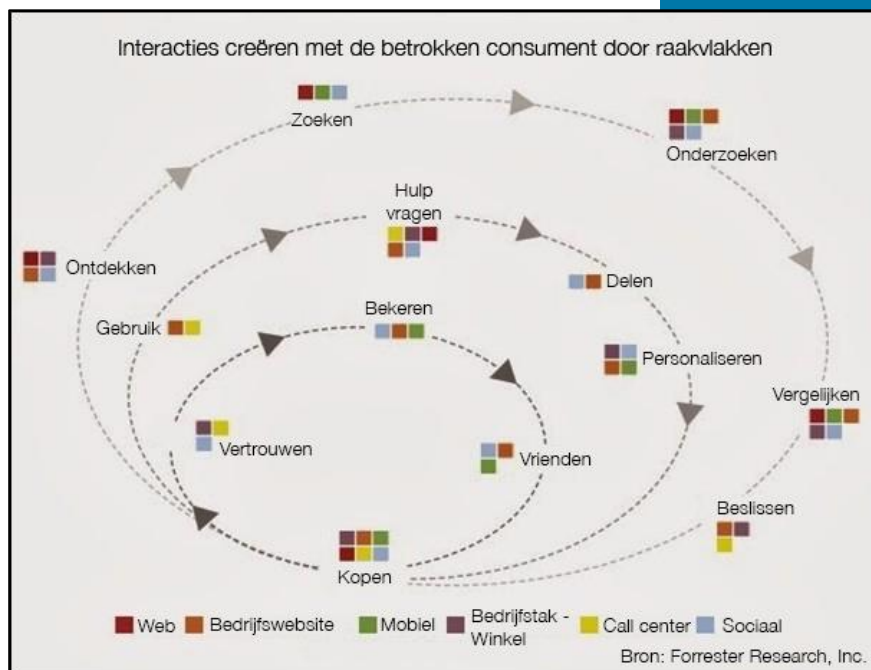 Interacties creëren met de betrokken consument door raakvlakken
Zoeken
Onderzoeken
Hulp
vragen
Ontdekken
Delen
Gebruik
Bekeren
Personaliseren
Vergelijken
Vertrouwen
Vrienden
Beslissen
Kopen
Web
Bedrijfswebsite
Mobiel
Bedrijfstak -
Winkel
Call center
Sociaal
Bron: Forrester Research, Inc.